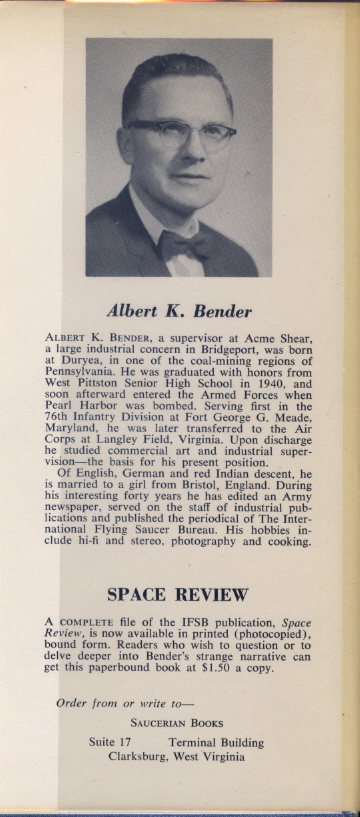 Albert K. Bender
ALBERT K. BENDER, a supervisor at Acme Shear,
a large industrial concern in Bridgeport, was born
at Duryea, in one of the coal-mining regions of
Pennsylvania. He was graduated with honors from
West Pittston Senior High School in 1940, and
soon afterward entered the Armed Forces when
Pearl Harbor was bombed. Serving first in the
76th Infantry Division at Fort George G. Meade,
Maryland, he was later transferred to the Air
Corps at Langley Field, Virginia. Upon discharge
he studied commercial art and industrial super-
vision—the basis for his present position.
Of English, German and red Indian descent, he
is married to a girl from Bristol, England. During
his interesting forty years he has edited an Army
newspaper, served on the staff of industrial pub-
lications and published the periodical of The Inter-
national Flying Saucer Bureau. His hobbies in-
clude hi-fi and stereo, photography and cooking.
SPACE REVIEW
A COMPLETE file of the IFSB publication, Space
Review, is now available in printed (photocopied),
bound form. Readers who wish to question or to
delve deeper into Bender's strange narrative can
get this paperbound book at $1.50 a copy.
Order from or write to—
SAUCERIAN BOOKS
Suite 17 Terminal Building
Clarksburg, West Virginia